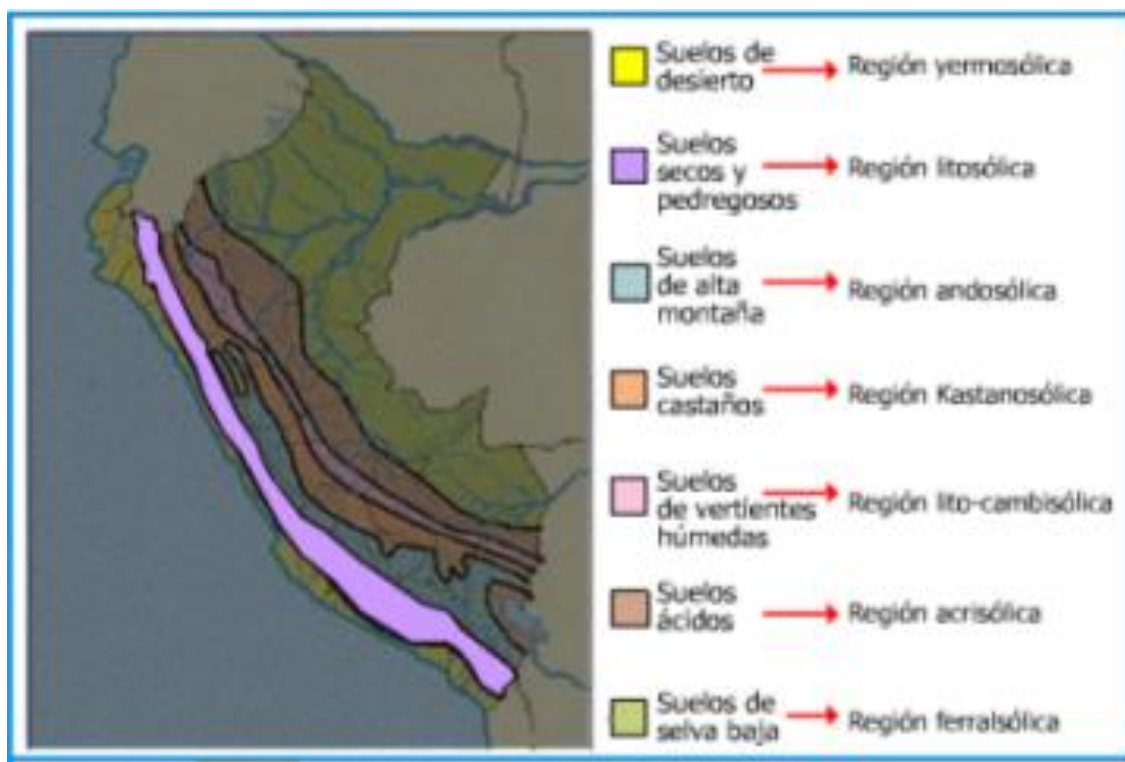 Suelos de
desierto
Región yermosólica
Suelos
secos y
pedregosos
Región litosólica
Suelos
de alta
montaña
Región andosólica
Suelos
castaños
Región Kastanosólica
Suelos
de vertientes
húmedas
Región lito-cambisólica
Suelos
ácidos
Región acrisólica
Suelos de
selva baja
Región ferralsólica